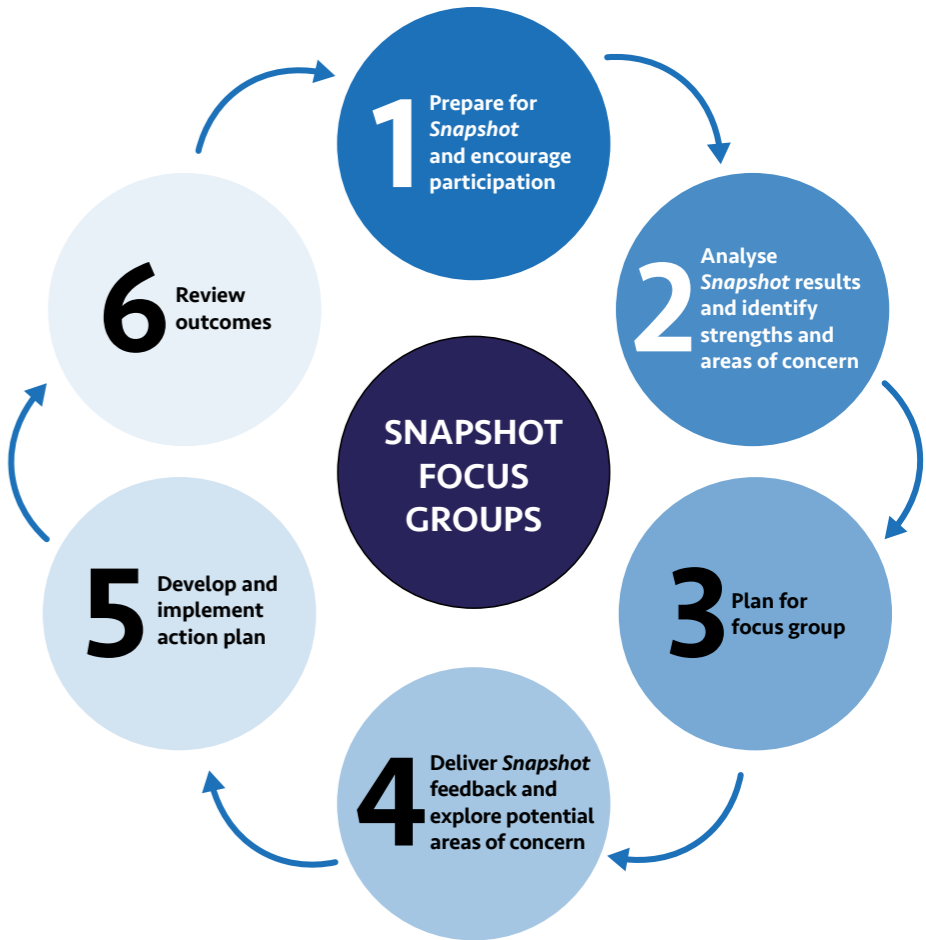 1
Prepare for
Snapshot
and encourage
participation
2
Analyse
Snapshot results
and identify
strengths and
areas of concern
3
Plan for
focus group
4
Deliver Snapshot
feedback and
explore potential
areas of concern
5
Develop and
implement
action plan
6
Review
outcomes
SNAPSHOT
FOCUS
GROUPS